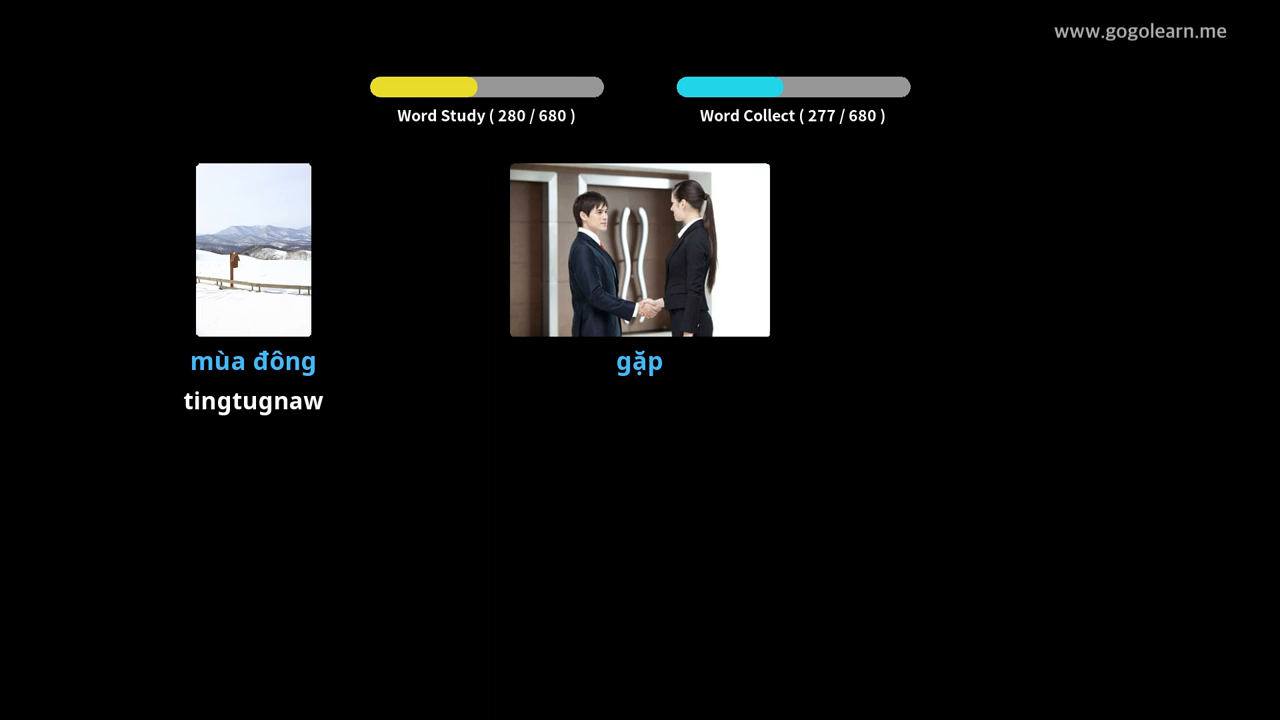 www.gogolearn.me
Word Study ( 280 / 680 )
Word Collect ( 277 / 680 )
mùa đông
gặp
tingtugnaw